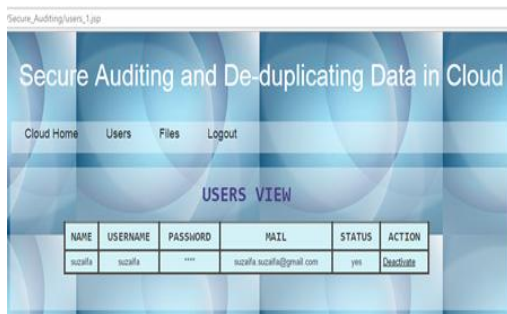 /Secure_Auditing/users_1.jsp
Secure Auditing and De-duplicating Data in Cloud
Cloud Home Users Files Logout
USERS VIEW
NAME USERNAME PASSWORD MAIL STATUS ACTION
suzaifa suzaifa **** suzaifa.suzaifa@gmail.com yes Deactivate